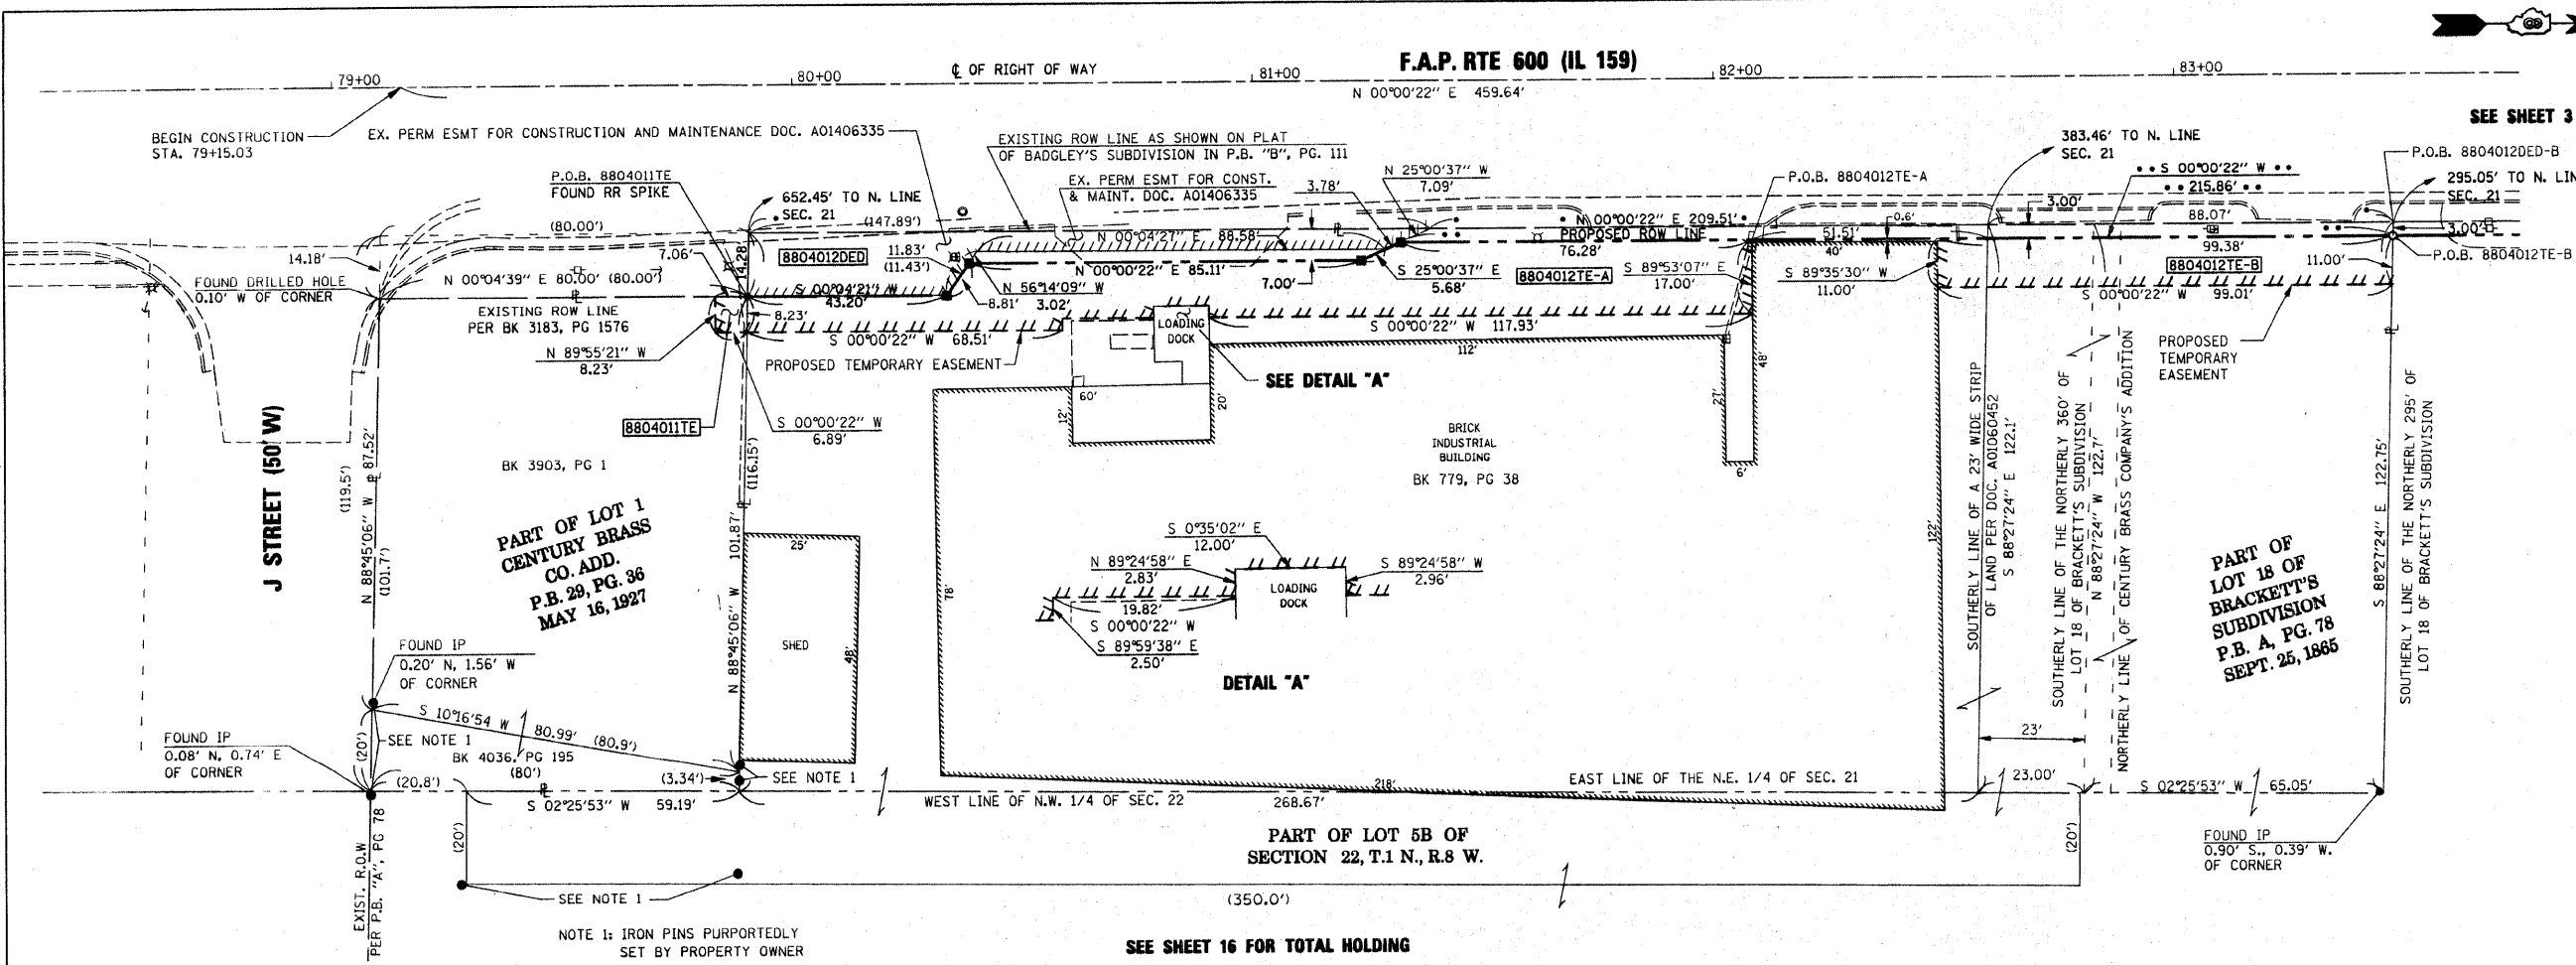 F.A.P. RTE 600 (IL 159)
79+00
80+00
℄ OF RIGHT OF WAY
81+00
82+00
83+00
N 00°00'22" E 459.64'
SEE SHEET 3
BEGIN CONSTRUCTION
STA. 79+15.03
EX. PERM ESMT FOR CONSTRUCTION AND MAINTENANCE DOC. A01406335
EXISTING ROW LINE AS SHOWN ON PLAT
OF BADGLEY'S SUBDIVISION IN P.B. "B", PG. 111
EX. PERM ESMT FOR CONST.
& MAINT. DOC. A01406335
3.78'
N 25°00'37" W
7.09'
P.O.B. 8804012TE-A
383.46' TO N. LINE
SEC. 21
S 00°00'22" W
215.86'
P.O.B. 8804012DED-B
295.05' TO N. LIN
SEC. 21
P.O.B. 8804011TE
FOUND RR SPIKE
652.45' TO N. LINE
SEC. 21
(80.00')
(147.89')
14.18'
14.28'
7.06'
8804012DED
11.83'
(11.43')
N 00°04'27" E 86.58'
N 00°00'22" E 85.11'
N 00°00'22" E 209.51'
PROPOSED ROW LINE
76.28'
51.51'
40'
0.6'
3.00'
88.07'
99.38'
3.00'
P.O.B. 8804012TE-B
FOUND DRILLED HOLE
0.10' W OF CORNER
N 00°04'39" E 80.00' (80.00')
EXISTING ROW LINE
PER BK 3183, PG 1576
S 00°04'21" W
43.20'
8.81'
N 56°14'09" W
3.02'
7.00'
S 25°00'37" E
5.68'
8804012TE-A
S 89°53'07" E
17.00'
S 89°35'30" W
11.00'
8804012TE-B
11.00'
S 00°00'22" W 99.01'
8.23'
N 89°55'21" W
8.23'
S 00°00'22" W 68.51'
PROPOSED TEMPORARY EASEMENT
LOADING
DOCK
S 00°00'22" W 117.93'
112'
48'
27'
6'
PROPOSED
TEMPORARY
EASEMENT
SEE DETAIL "A"
60'
12'
20'
8804011TE
S 00°00'22" W
6.89'
J STREET (50' W)
(119.5')
N 88°45'06" W 87.52'
(101.7')
BK 3903, PG 1
(116.15')
BRICK
INDUSTRIAL
BUILDING
BK 779, PG 38
PART OF LOT 1
CENTURY BRASS
CO. ADD.
P.B. 29, PG. 36
MAY 16, 1927
N 88°45'06" W 101.87'
25'
SHED
48'
78'
122'
S 0°35'02" E
12.00'
N 89°24'58" E
2.83'
S 89°24'58" W
2.96'
LOADING
DOCK
19.82'
S 00°00'22" W
S 89°59'38" E
2.50'
DETAIL "A"
SOUTHERLY LINE OF A 23' WIDE STRIP
OF LAND PER DOC. A01060452
S 88°27'24" E 122.1'
SOUTHERLY LINE OF THE NORTHERLY 360' OF
LOT 18 OF BRACKETT'S SUBDIVISION
N 88°27'24" W 122.7'
NORTHERLY LINE OF CENTURY BRASS COMPANY'S ADDITION
PART OF
LOT 18 OF
BRACKETT'S
SUBDIVISION
P.B. A, PG. 78
SEPT. 25, 1865
S 88°27'24" E 122.75'
SOUTHERLY LINE OF THE NORTHERLY 295' OF
LOT 18 OF BRACKETT'S SUBDIVISION
FOUND IP
0.20' N, 1.56' W
OF CORNER
FOUND IP
0.08' N, 0.74' E
OF CORNER
S 10°16'54 W 80.99' (80.9')
SEE NOTE 1
BK 4036, PG 195
(20')
(80')
(20.8')
(3.34')
SEE NOTE 1
S 02°25'53" W 59.19'
WEST LINE OF N.W. 1/4 OF SEC. 22
268.67'
218'
EAST LINE OF THE N.E. 1/4 OF SEC. 21
23'
23.00'
S 02°25'53" W 65.05'
PART OF LOT 5B OF
SECTION 22, T.1 N., R.8 W.
FOUND IP
0.90' S., 0.39' W.
OF CORNER
EXIST. R.O.W
PER P.B. "A", PG 78
(20')
(20')
SEE NOTE 1
(350.0')
NOTE 1: IRON PINS PURPORTEDLY
SET BY PROPERTY OWNER
SEE SHEET 16 FOR TOTAL HOLDING